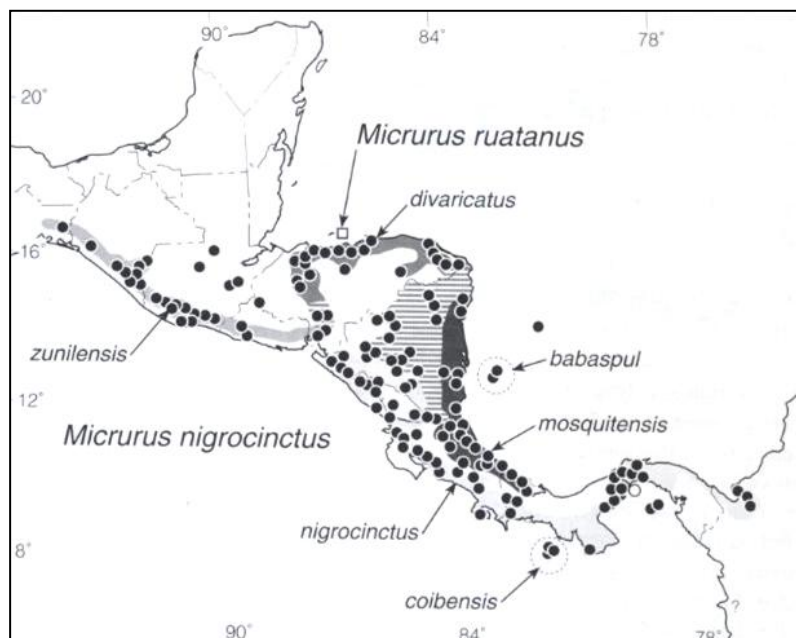 90°
84°
78°
20°
Micrurus ruatanus
divaricatus
16°
zunilensis
babaspul
12°
mosquitensis
Micrurus nigrocinctus
nigrocinctus
8°
coibensis
?
90°
84°
78°